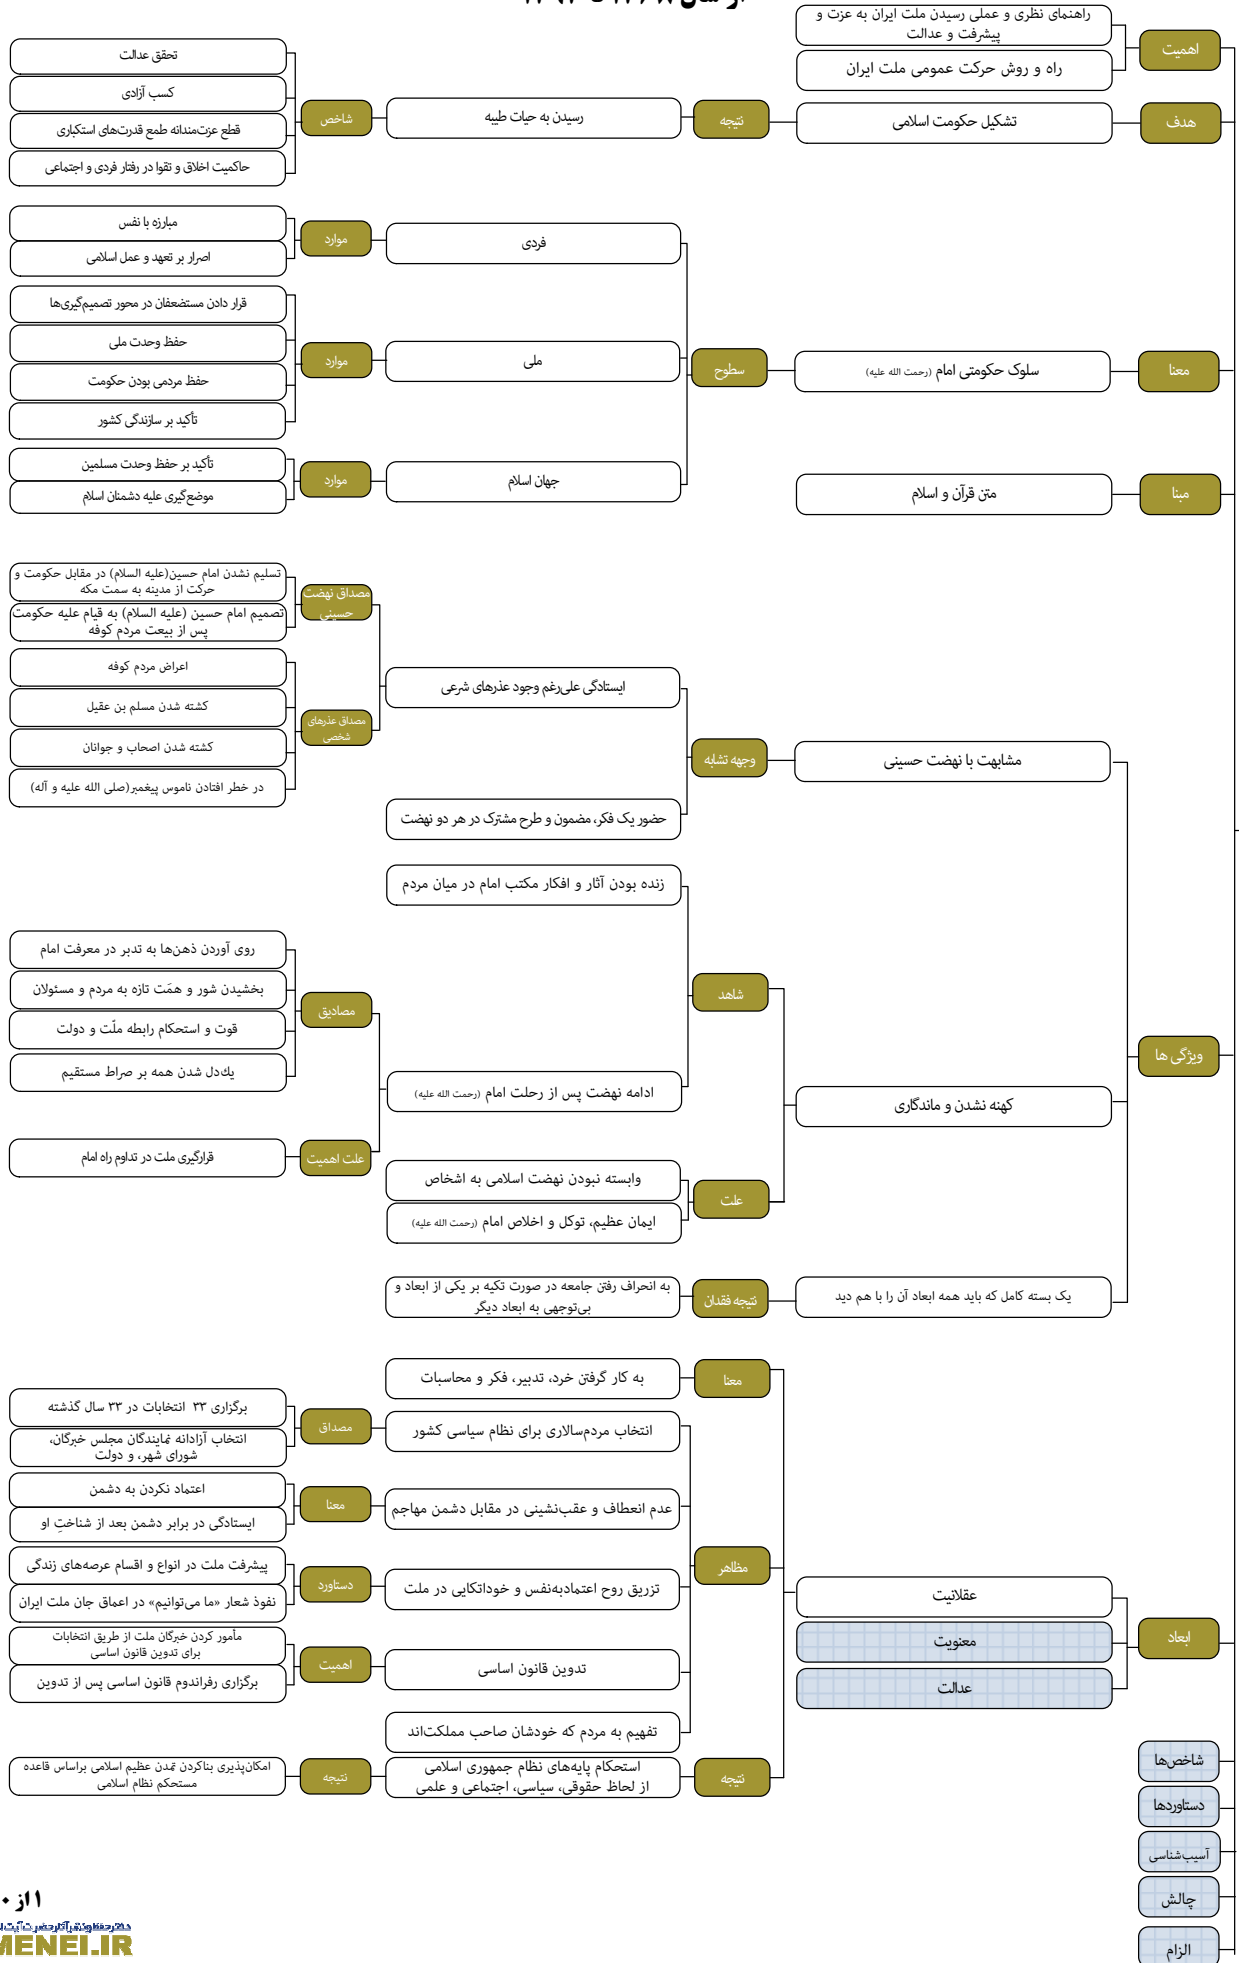 از سال
اهمیت
راهنمای نظری و عملی رسیدن ملت ایران به عزت و
پیشرفت و عدالت
راه و روش حرکت عمومی ملت ایران
هدف
تشکیل حکومت اسلامی
نتیجه
رسیدن به حیات طیبه
شاخص
تحقق عدالت
کسب آزادی
قطع عزت‌مندانه طمع قدرت‌های استکباری
حاکمیت اخلاق و تقوا در رفتار فردی و اجتماعی
معنا
سلوک حکومتی امام (رحمت الله علیه)
سطوح
فردی
موارد
مبارزه با نفس
اصرار بر تعهد و عمل اسلامی
ملی
موارد
قرار دادن مستضعفان در محور تصمیم‌گیری‌ها
حفظ وحدت ملی
حفظ مردمی بودن حکومت
تأکید بر سازندگی کشور
جهان اسلام
موارد
تأکید بر حفظ وحدت مسلمین
موضع‌گیری علیه دشمنان اسلام
مبنا
متن قرآن و اسلام
ویژگی ها
مشابهت با نهضت حسینی
وجهه تشابه
ایستادگی علی‌رغم وجود عذرهای شرعی
مصداق نهضت
حسینی
تسلیم نشدن امام حسین(علیه السلام) در مقابل حکومت و
حرکت از مدینه به سمت مکه
تصمیم امام حسین (علیه السلام) به قیام علیه حکومت
پس از بیعت مردم کوفه
مصداق عذرهای
شخصی
اعراض مردم کوفه
کشته شدن مسلم بن عقیل
کشته شدن اصحاب و جوانان
در خطر افتادن ناموس پیغمبر(صلی الله علیه و آله)
حضور یک فکر، مضمون و طرح مشترک در هر دو نهضت
کهنه نشدن و ماندگاری
شاهد
زنده بودن آثار و افکار مکتب امام در میان مردم
ادامه نهضت پس از رحلت امام (رحمت الله علیه)
مصادیق
روی آوردن ذهن‌ها به تدبر در معرفت امام
بخشیدن شور و همّت تازه به مردم و مسئولان
قوت و استحکام رابطه ملّت و دولت
یك‌دل شدن همه بر صراط مستقیم
علت اهمیت
قرارگیری ملت در تداوم راه امام
علت
وابسته نبودن نهضت اسلامی به اشخاص
ایمان عظیم، توکل و اخلاص امام (رحمت الله علیه)
یک بسته کامل که باید همه ابعاد آن را با هم دید
نتیجه فقدان
به انحراف رفتن جامعه در صورت تکیه بر یکی از ابعاد و
بی‌توجهی به ابعاد دیگر
ابعاد
عقلانیت
معنا
به کار گرفتن خرد، تدبیر، فکر و محاسبات
مظاهر
انتخاب مردم‌سالاری برای نظام سیاسی کشور
مصداق
برگزاری ۳۳ انتخابات در ۳۳ سال گذشته
انتخاب آزادانه نمایندگان مجلس خبرگان،
شورای شهر، و دولت
عدم انعطاف و عقب‌نشینی در مقابل دشمن مهاجم
معنا
اعتماد نکردن به دشمن
ایستادگی در برابر دشمن بعد از شناختِ او
تزریق روح اعتمادبه‌نفس و خوداتکایی در ملت
دستاورد
پیشرفت ملت در انواع و اقسام عرصه‌های زندگی
نفوذ شعار «ما می‌توانیم» در اعماق جان ملت ایران
تدوین قانون اساسی
اهمیت
مأمور کردن خبرگان ملت از طریق انتخابات
برای تدوین قانون اساسی
برگزاری رفراندوم قانون اساسی پس از تدوین
تفهیم به مردم که خودشان صاحب مملکت‌اند
نتیجه
استحکام پایه‌های نظام جمهوری اسلامی
از لحاظ حقوقی، سیاسی، اجتماعی و علمی
نتیجه
امکان‌پذیری بناکردن تمدن عظیم اسلامی براساس قاعده
مستحکم نظام اسلامی
معنویت
عدالت
شاخص‌ها
دستاوردها
آسیب‌شناسی
چالش
الزام
۱ از ۰
دفتر حفظ و نشر آثار حضرت آیت
MENEI.IR